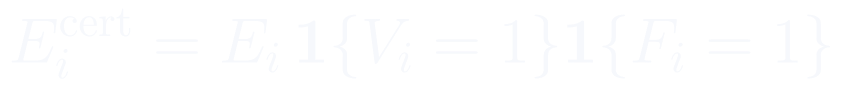 $E_i^{\mathrm{cert}} = E_i \, \mathbf{1}\{V_i = 1\}\mathbf{1}\{F_i = 1\}$